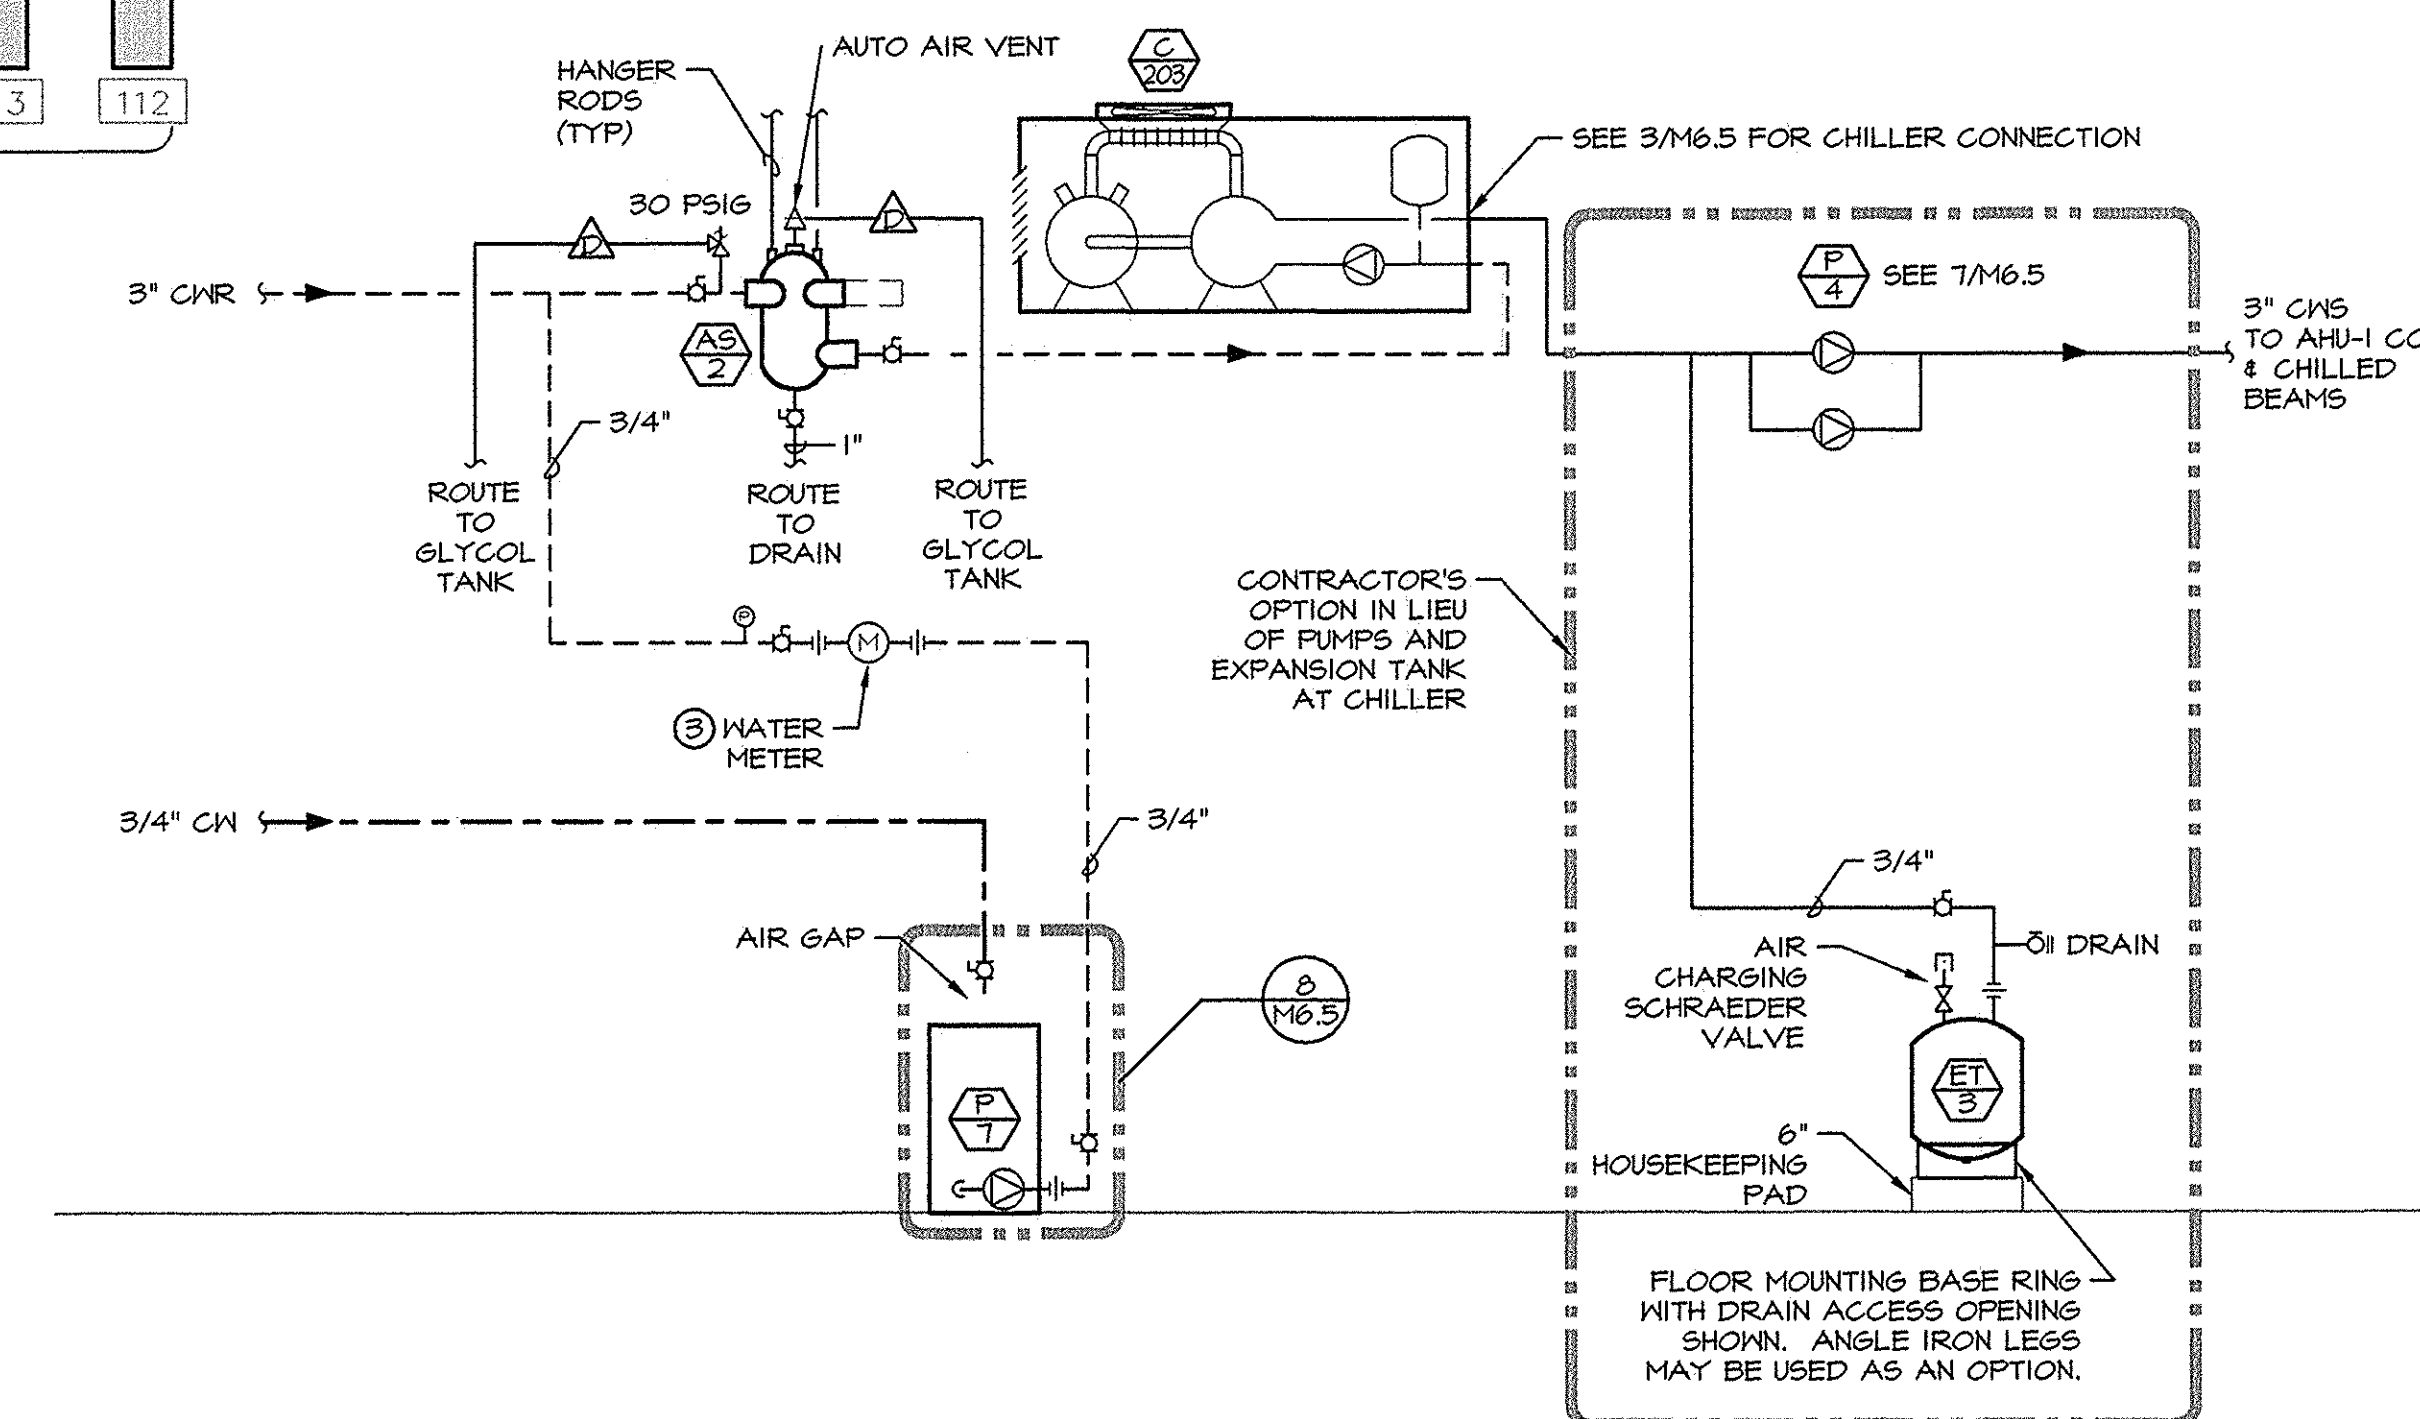 3
112
HANGER
RODS
(TYP)
AUTO AIR VENT
C
203
SEE 3/M6.5 FOR CHILLER CONNECTION
30 PSIG
D
D
3" CWR
AS
2
P
4
SEE 7/M6.5
3" CWS
TO AHU-1 CO
& CHILLED
BEAMS
3/4"
1"
ROUTE
TO
GLYCOL
TANK
ROUTE
TO
DRAIN
ROUTE
TO
GLYCOL
TANK
CONTRACTOR'S
OPTION IN LIEU
OF PUMPS AND
EXPANSION TANK
AT CHILLER
P
M
3 WATER
METER
3/4" CW
3/4"
AIR GAP
8
M6.5
P
7
3/4"
AIR
CHARGING
SCHRAEDER
VALVE
DRAIN
ET
3
6"
HOUSEKEEPING
PAD
FLOOR MOUNTING BASE RING
WITH DRAIN ACCESS OPENING
SHOWN. ANGLE IRON LEGS
MAY BE USED AS AN OPTION.